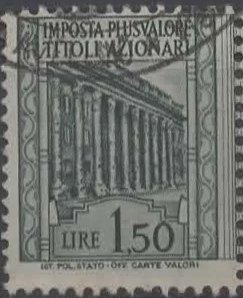 IMPOSTA PLUSVALORE
TITOLI AZIONARI
LIRE 1,50
IST. POL. STATO - OFF. CARTE VALORI